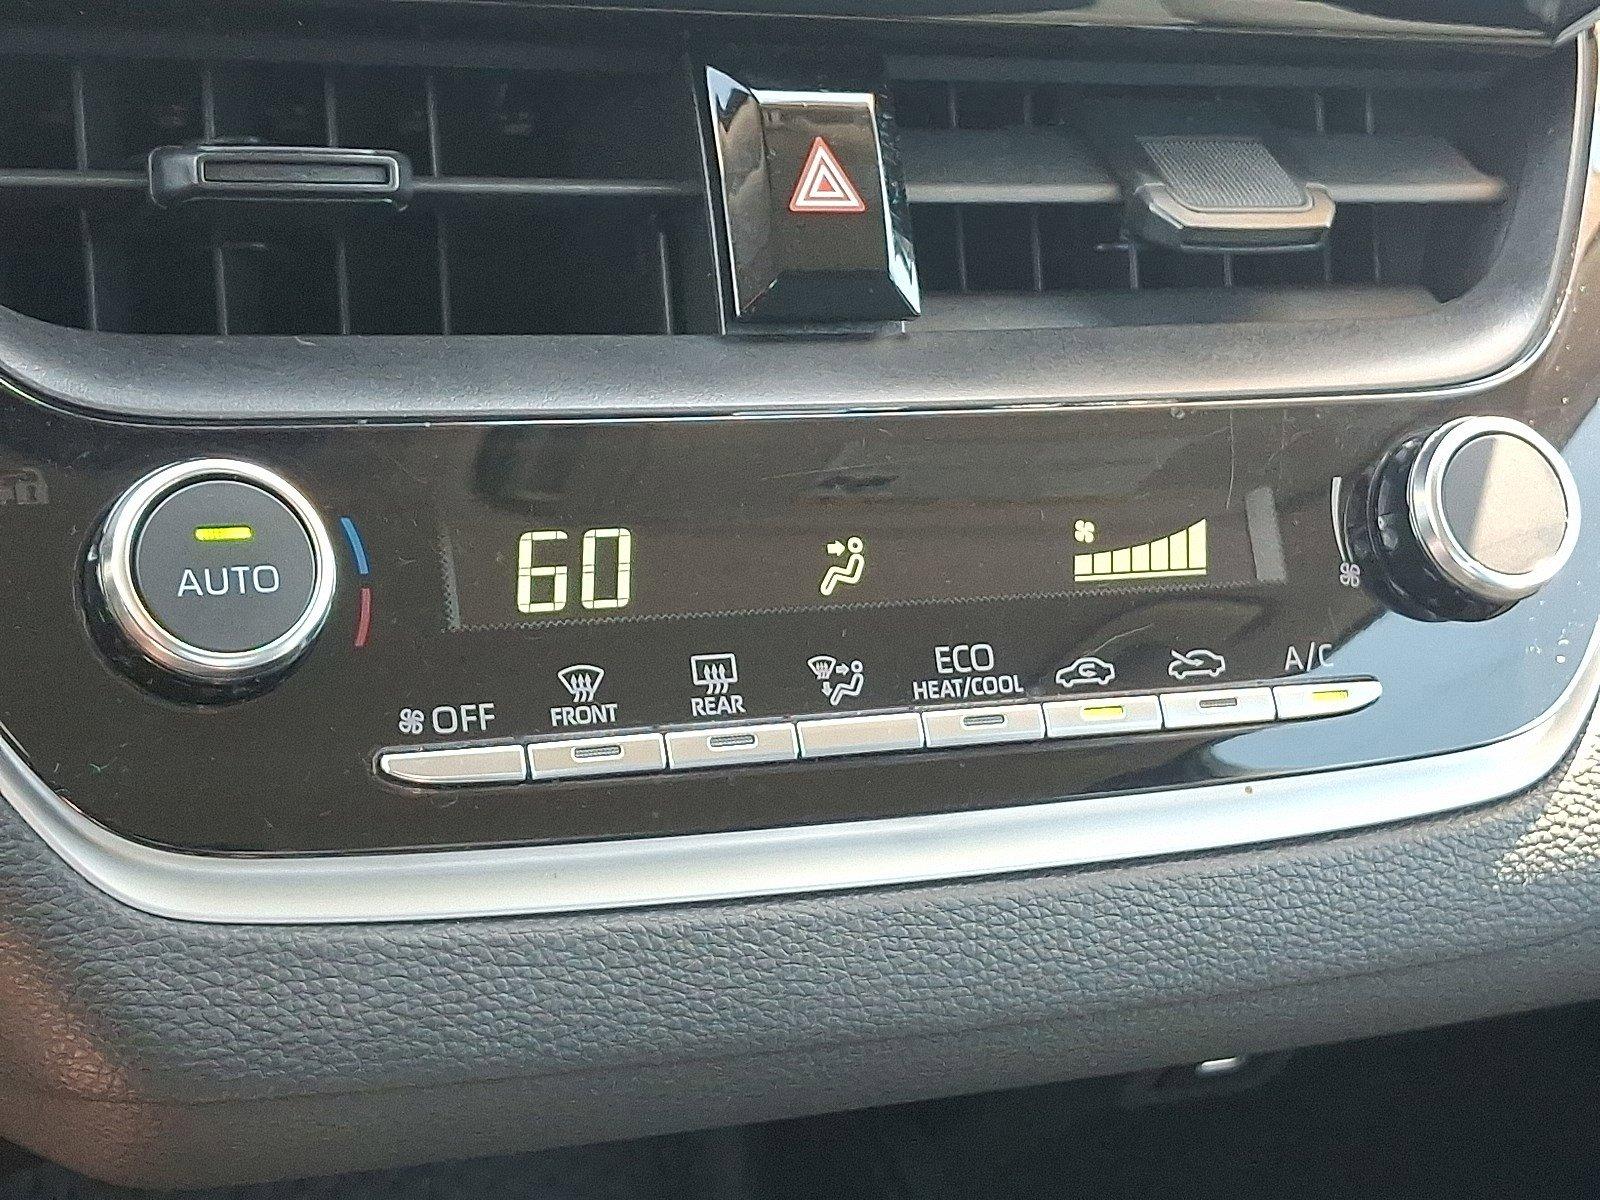 AUTO
60
OFF
FRONT
REAR
ECO
HEAT/COOL
A/C